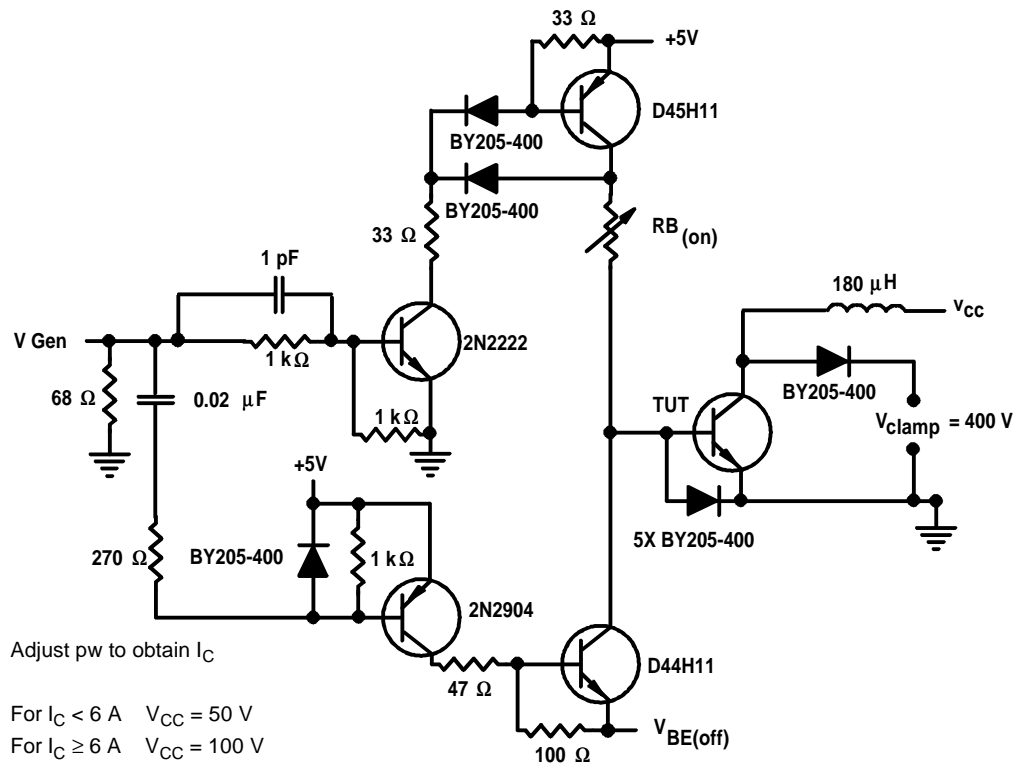 33 Ω
+5V
D45H11
BY205-400
BY205-400
33 Ω
RB(on)
1 pF
180 μH
vCC
V Gen
1 kΩ
2N2222
BY205-400
68 Ω
0.02 μF
1 kΩ
TUT
Vclamp = 400 V
+5V
5X BY205-400
270 Ω
BY205-400
1 kΩ
2N2904
Adjust pw to obtain IC
D44H11
47 Ω
For IC < 6 A VCC = 50 V
VBE(off)
For IC ≥ 6 A VCC = 100 V
100 Ω